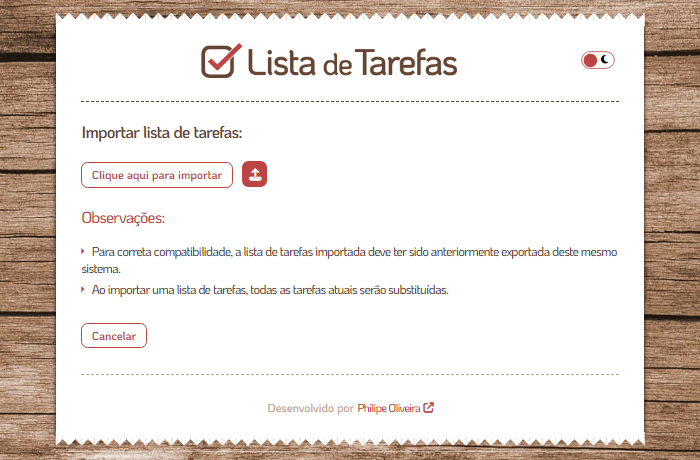 Lista de Tarefas
Importar lista de tarefas:
Clique aqui para importar
Observações:
Para correta compatibilidade, a lista de tarefas importada deve ter sido anteriormente exportada deste mesmo
sistema.
Ao importar uma lista de tarefas, todas as tarefas atuais serão substituídas.
Cancelar
Desenvolvido por Philipe Oliveira